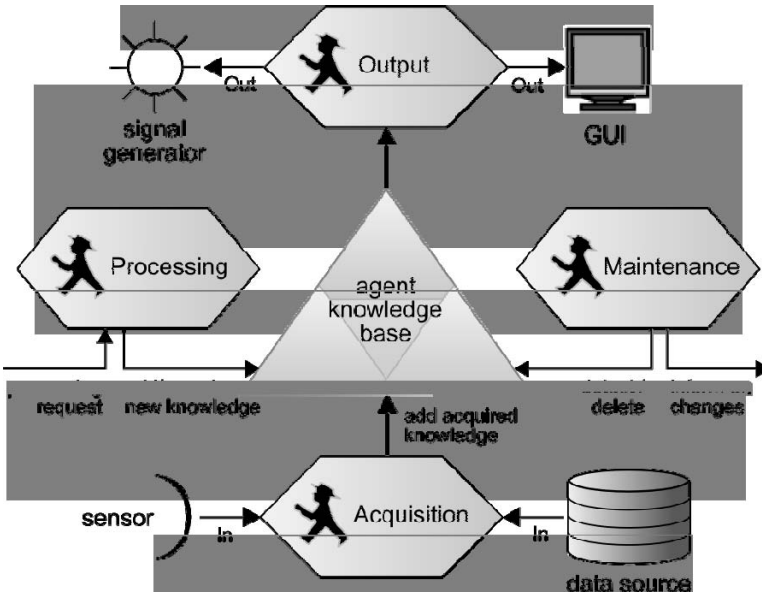 Output
Out
Out
signal
generator
GUI
Processing
Maintenance
agent
knowledge
base
request
new knowledge
delete
changes
add acquired
knowledge
sensor
In
Acquisition
In
data source